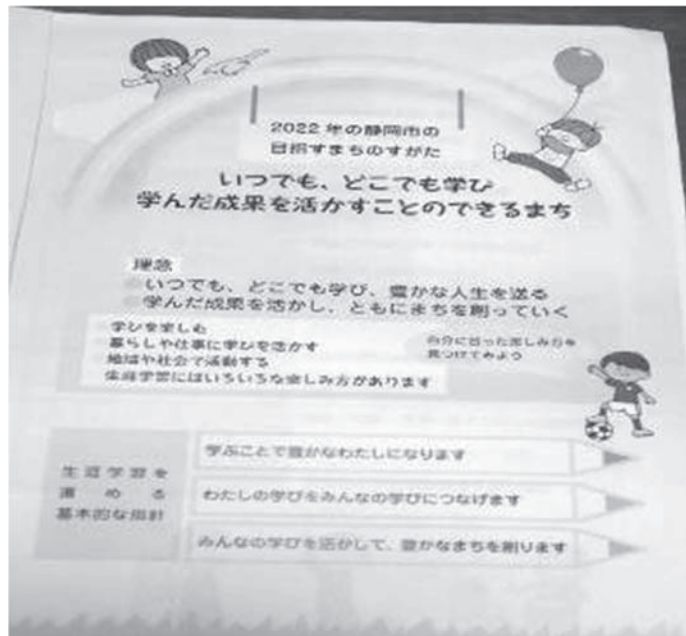 2022年の静岡市の
目指すまちのすがた
いつでも、どこでも学び
学んだ成果を活かすことのできるまち
理念
いつでも、どこでも学び、豊かな人生を送る
学んだ成果を活かし、ともにまちを創っていく
学びを楽しむ
暮らしや仕事に学びを活かす
地域や社会で活動する
生涯学習にはいろいろな楽しみ方があります
自分に合った楽しみ方を
見つけてみよう
生涯学習を
進める
基本的な指針
学ぶことで豊かなわたしになります
わたしの学びをみんなの学びにつなげます
みんなの学びを活かして、豊かなまちを創ります